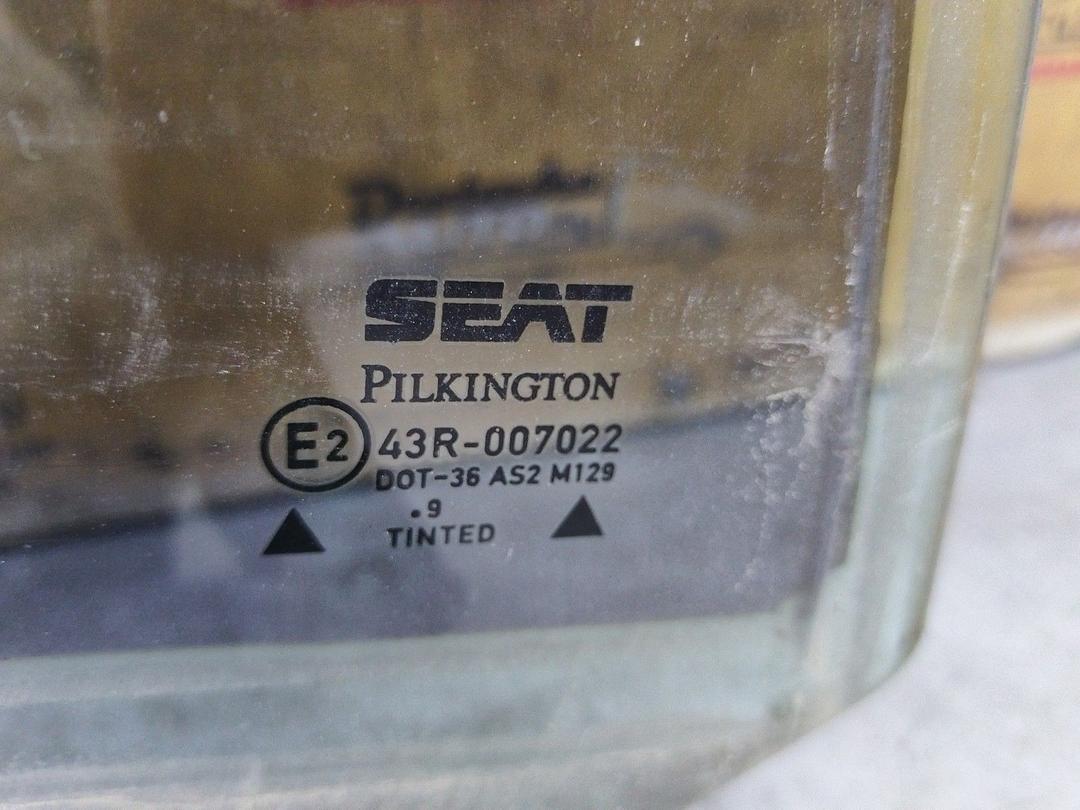 SEAT
PILKINGTON
E2 43R-007022
DOT-36 AS2 M129
.9
TINTED